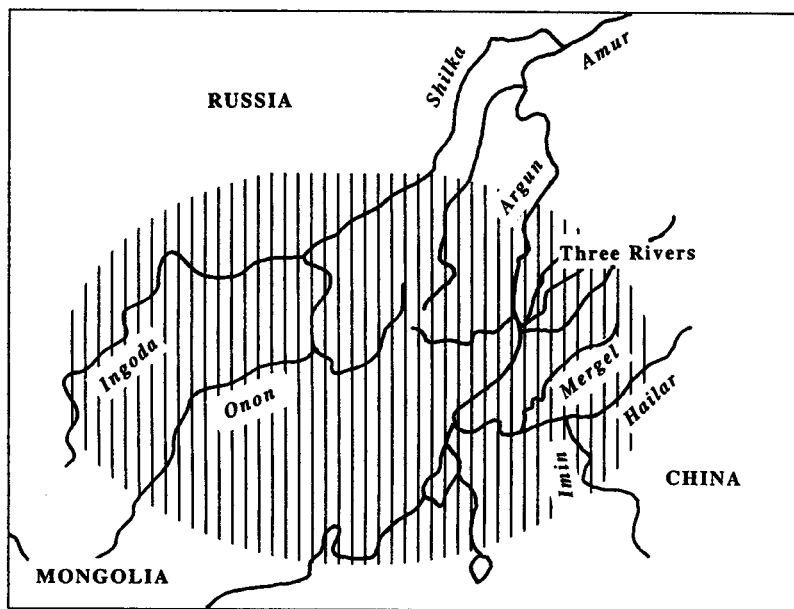 Amur
Shilka
RUSSIA
Argun
Three Rivers
Ingoda
Onon
Mergel
Hailar
Imin
CHINA
MONGOLIA